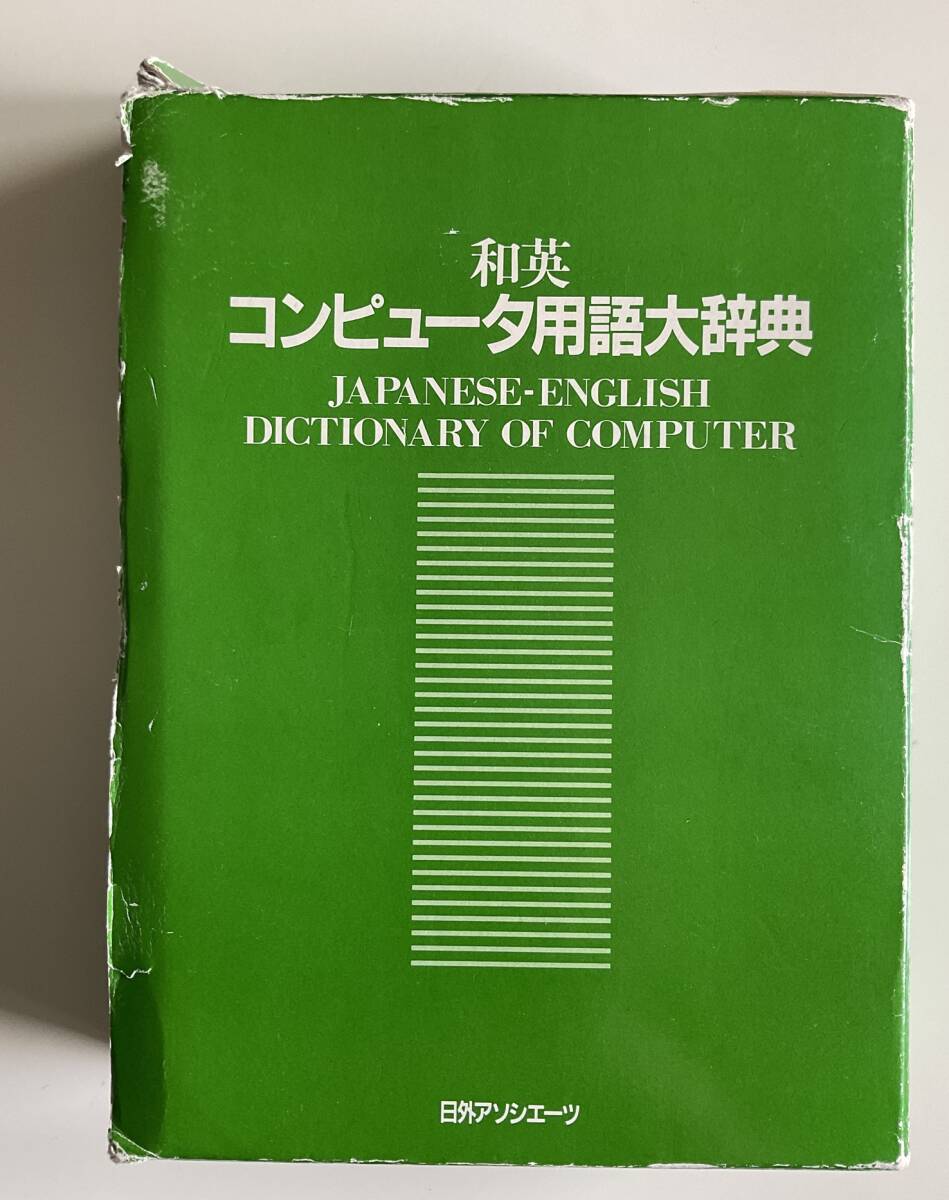 和英
コンピュータ用語大辞典
JAPANESE-ENGLISH
DICTIONARY OF COMPUTER
日外アソシエーツ